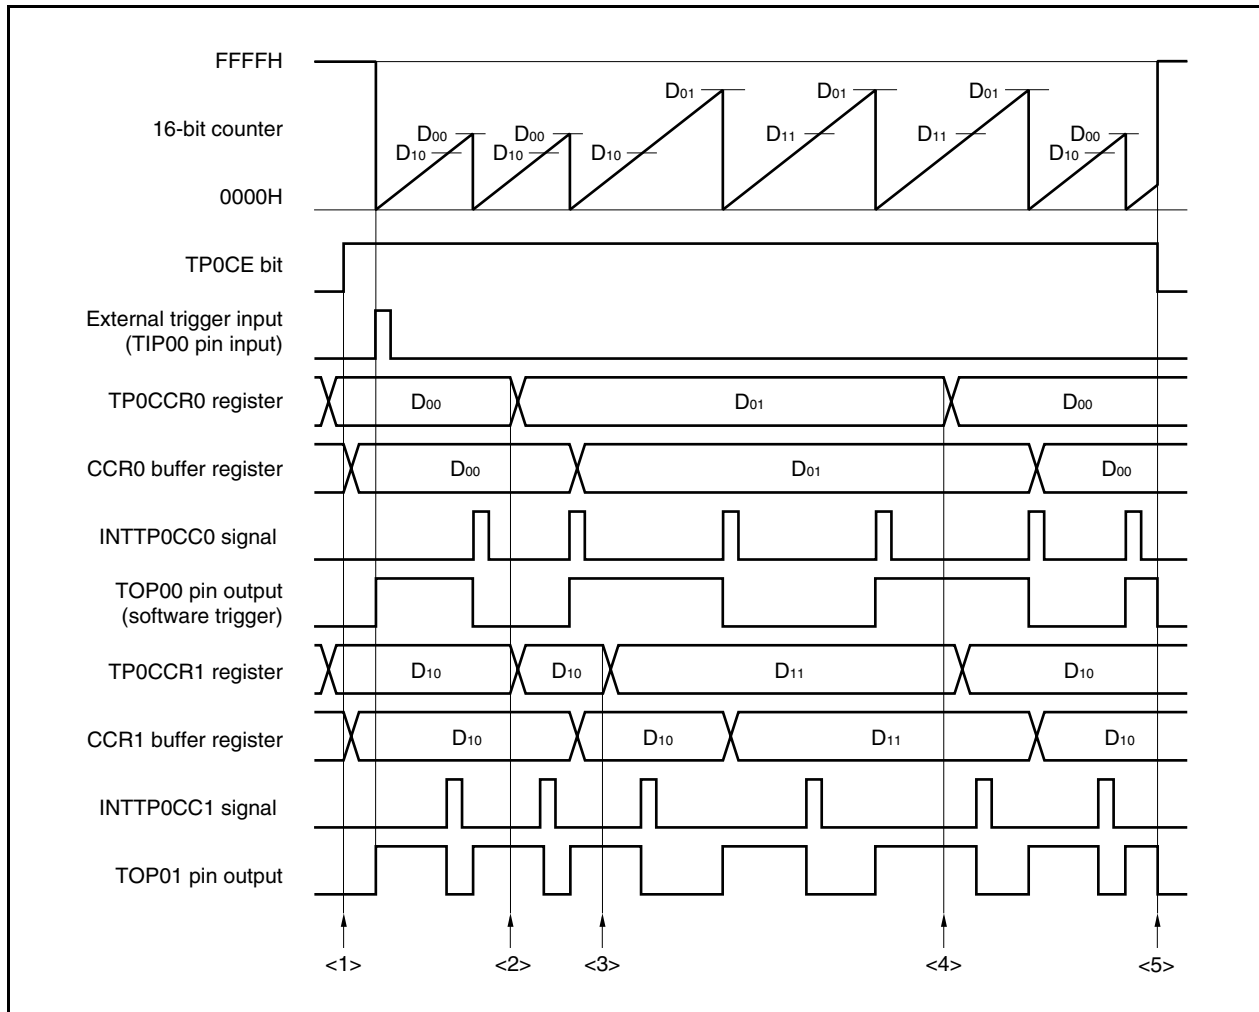 FFFFH
D01 D01 D01
16-bit counter
D00 D00 D11 D11 D00
D10 D10 D10 D10
0000H
TP0CE bit
External trigger input
(TIP00 pin input)
TP0CCR0 register D00 D01 D00
CCR0 buffer register D00 D01 D00
INTTP0CC0 signal
TOP00 pin output
(software trigger)
TP0CCR1 register D10 D10 D11 D10
CCR1 buffer register D10 D10 D11 D10
INTTP0CC1 signal
TOP01 pin output
<1> <2> <3> <4> <5>